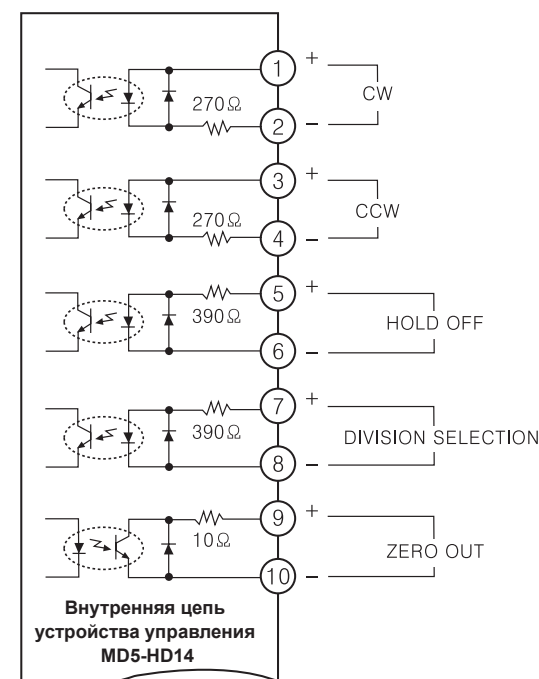 1 +
CW
270Ω
2 −
3 +
CCW
270Ω
4 −
5 +
390Ω
HOLD OFF
6 −
7 +
390Ω
DIVISION SELECTION
8 −
9 +
10Ω
ZERO OUT
10 −
Внутренняя цепь
устройства управления
MD5-HD14